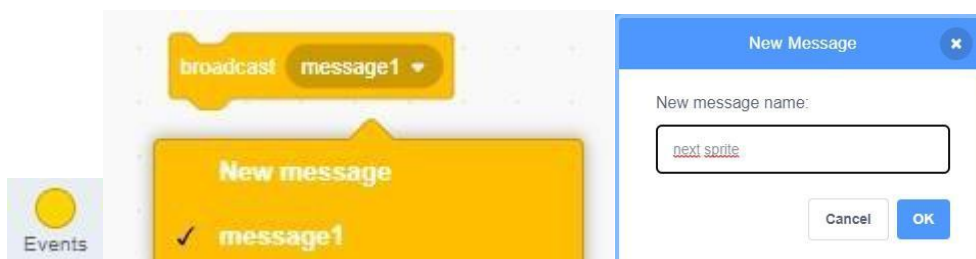 Events
broadcast message1
New message
✓ message1
New Message
New message name:
next sprite
Cancel OK